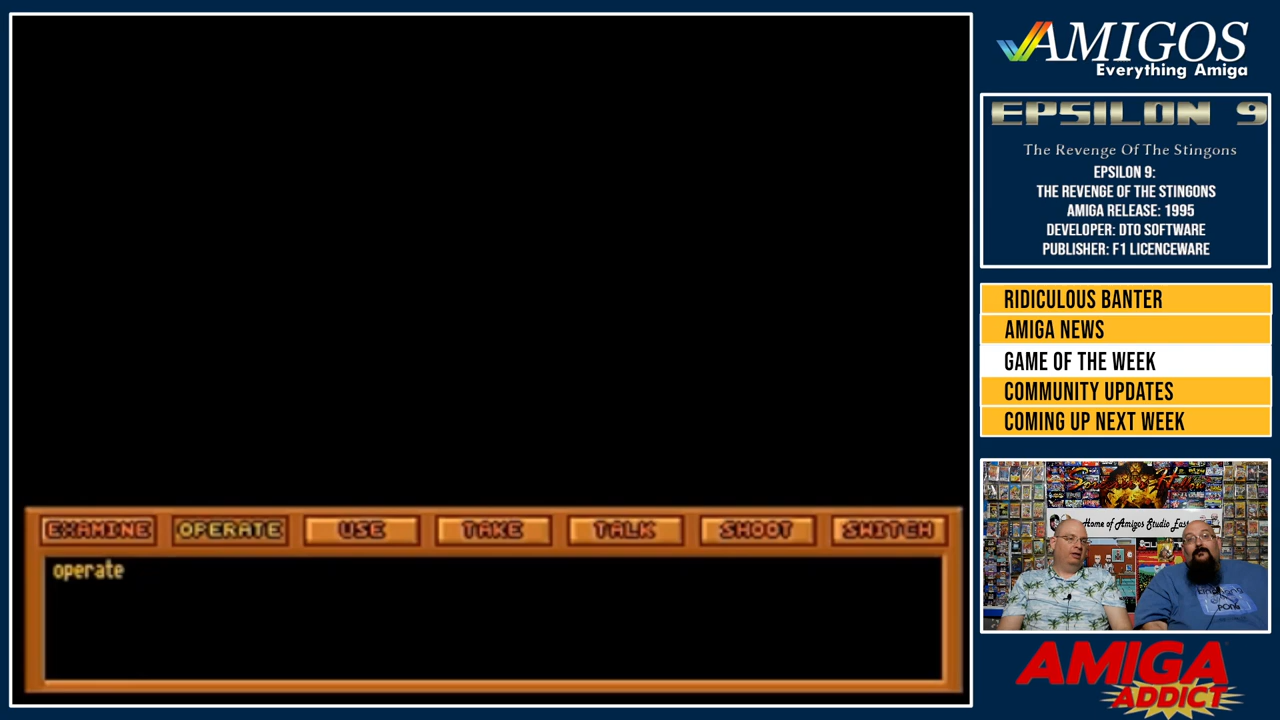 EXAMINE OPERATE USE TAKE TALK SHOOT SWITCH
operate
AMIGOS
Everything Amiga
EPSILON 9
The Revenge Of The Stingons
EPSILON 9:
THE REVENGE OF THE STINGONS
AMIGA RELEASE: 1995
DEVELOPER: DTO SOFTWARE
PUBLISHER: F1 LICENCEWARE
RIDICULOUS BANTER
AMIGA NEWS
GAME OF THE WEEK
COMMUNITY UPDATES
COMING UP NEXT WEEK
Home of Amigos Studio East
PONG
AMIGA
ADDICT